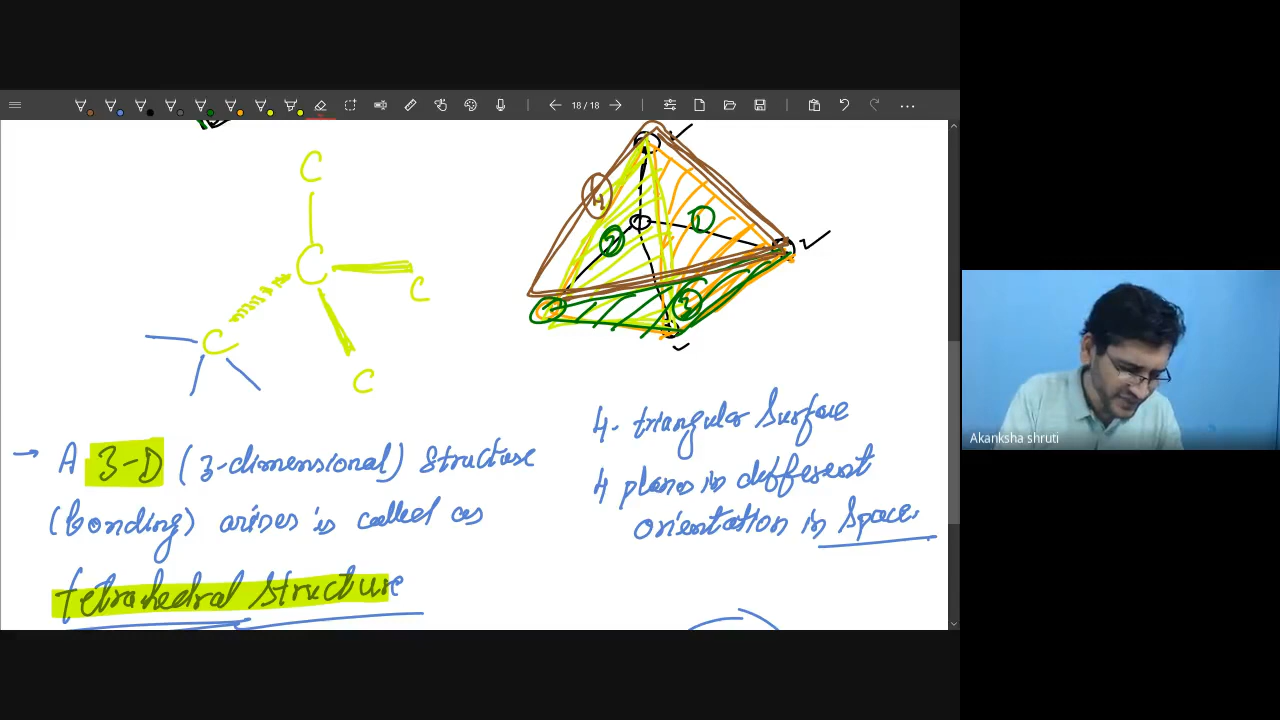 18 / 18
C
C
C
C
C
1
2
3
4
4. triangular Surface
4 planes in different
orientation in Space.
→ A 3-D (3-dimensional) Structure
(bonding) arises is called as
tetrahedral structure
Akanksha shruti